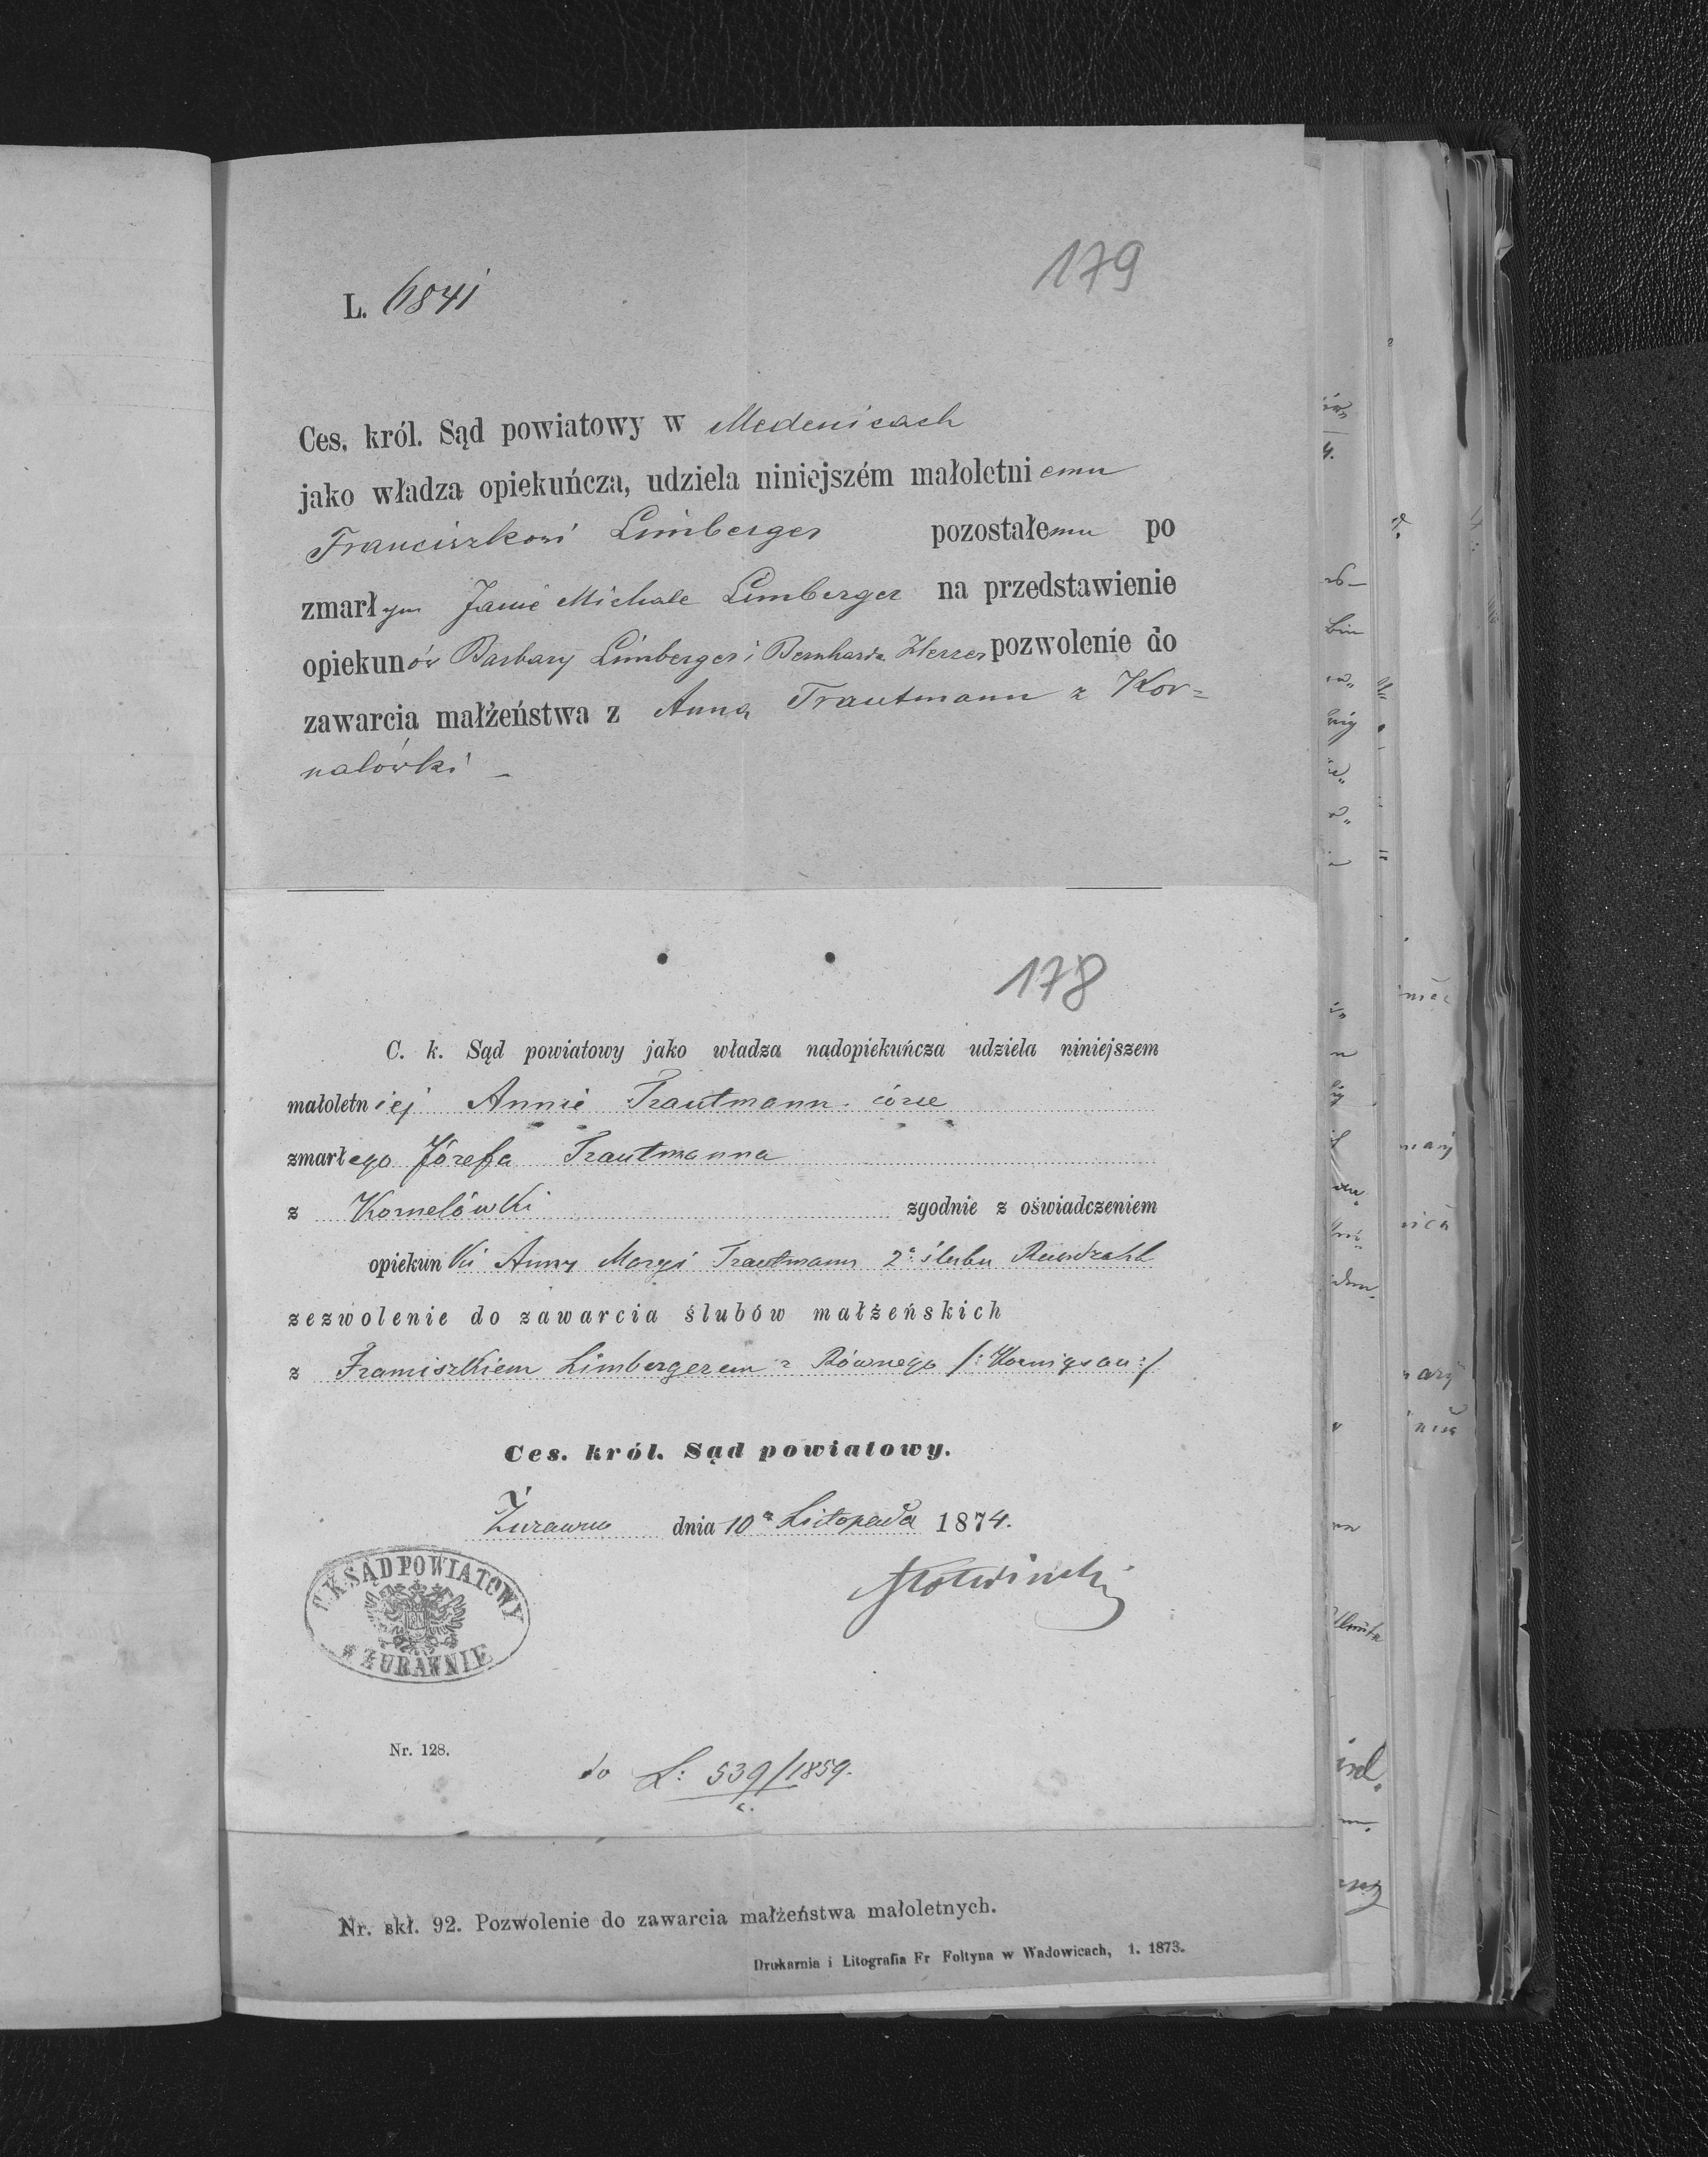 179
L. 6841
Ces. król. Sąd powiatowy w Medenicach
jako władza opiekuńcza, udziela niniejszém małoletniemu
Franciszkowi Limberger pozostałemu po
zmarłym Janie Michale Limberger na przedstawienie
opiekunów Barbary Limberger i Bernharda Herrer pozwolenie do
zawarcia małżeństwa z Anną Trautmann z Kor=
nalówki
178
C. k. Sąd powiatowy jako władza nadopiekuńcza udziela niniejszem
małoletniej Annie Trautmann córce
zmarłego Józefa Trautmanna
z Kornelówki zgodnie z oświadczeniem
opiekunki Anny Maryi Trautmann 2º ślubu
zezwolenie do zawarcia ślubów małżeńskich
z Franciszkiem Limbergerem z Równego /: Koenigsau :/
Ces. król. Sąd powiatowy.
Żurawno dnia 10º Listopada 1874.
C. K. SĄD POWIATOWY
W ŻURAWNIE
Nr. 128.
do L: 539/1859.
c.
Nr. skł. 92. Pozwolenie do zawarcia małżeństwa małoletnych.
Drukarnia i Litografia Fr Foltyna w Wadowicach, 1. 1873.